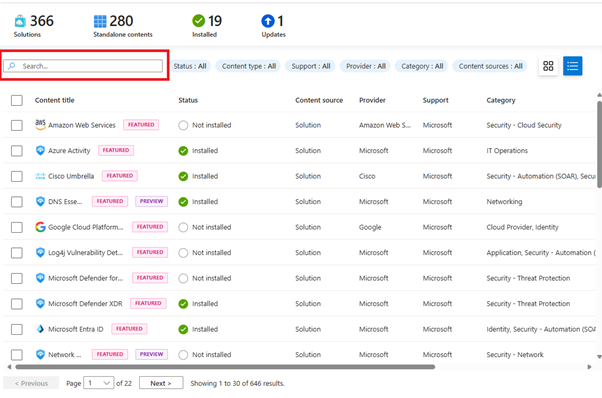 366 280 19 1
Solutions Standalone contents Installed Updates
Search... Status : All Content type : All Support : All Provider : All Category : All Content sources : All
Content title Status Content source Provider Support Category
aws Amazon Web Services FEATURED Not installed Solution Amazon Web S... Microsoft Security - Cloud Security
Azure Activity FEATURED Installed Solution Microsoft Microsoft IT Operations
Cisco Umbrella FEATURED Installed Solution Cisco Microsoft Security - Automation (SOAR), Secu
DNS Esse... FEATURED PREVIEW Installed Solution Microsoft Microsoft Networking
Google Cloud Platform... FEATURED Not installed Solution Google Microsoft Cloud Provider, Identity
Log4j Vulnerability Det... FEATURED Not installed Solution Microsoft Microsoft Application, Security - Automation (
Microsoft Defender for... FEATURED Not installed Solution Microsoft Microsoft Security - Threat Protection
Microsoft Defender XDR FEATURED Installed Solution Microsoft Microsoft Security - Threat Protection
Microsoft Entra ID FEATURED Installed Solution Microsoft Microsoft Identity, Security - Automation (SOA
Network ... FEATURED PREVIEW Not installed Solution Microsoft Microsoft Security - Network
< Previous Page 1 of 22 Next > Showing 1 to 30 of 646 results.